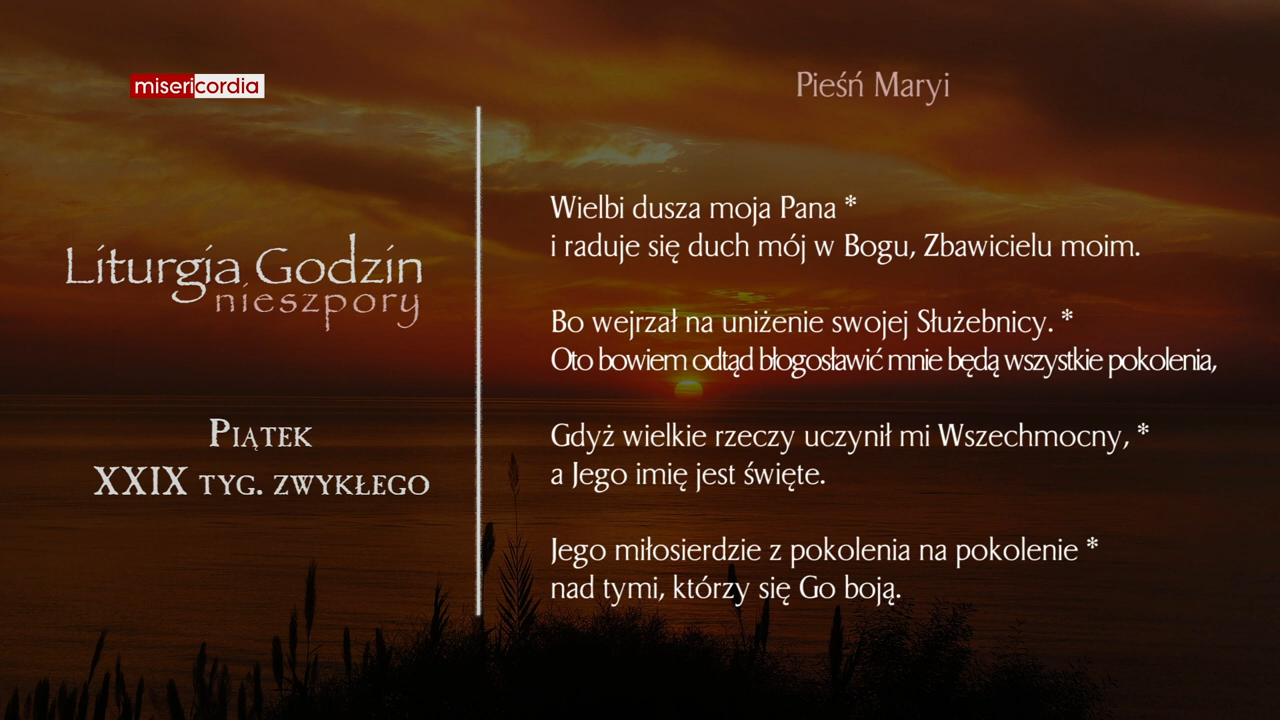 misericordia
Liturgia Godzin
nieszpory
Piątek
XXIX tyg. zwykłego
Pieśń Maryi
Wielbi dusza moja Pana *
i raduje się duch mój w Bogu, Zbawicielu moim.
Bo wejrzał na uniżenie swojej Służebnicy. *
Oto bowiem odtąd błogosławić mnie będą wszystkie pokolenia,
Gdyż wielkie rzeczy uczynił mi Wszechmocny, *
a Jego imię jest święte.
Jego miłosierdzie z pokolenia na pokolenie *
nad tymi, którzy się Go boją.